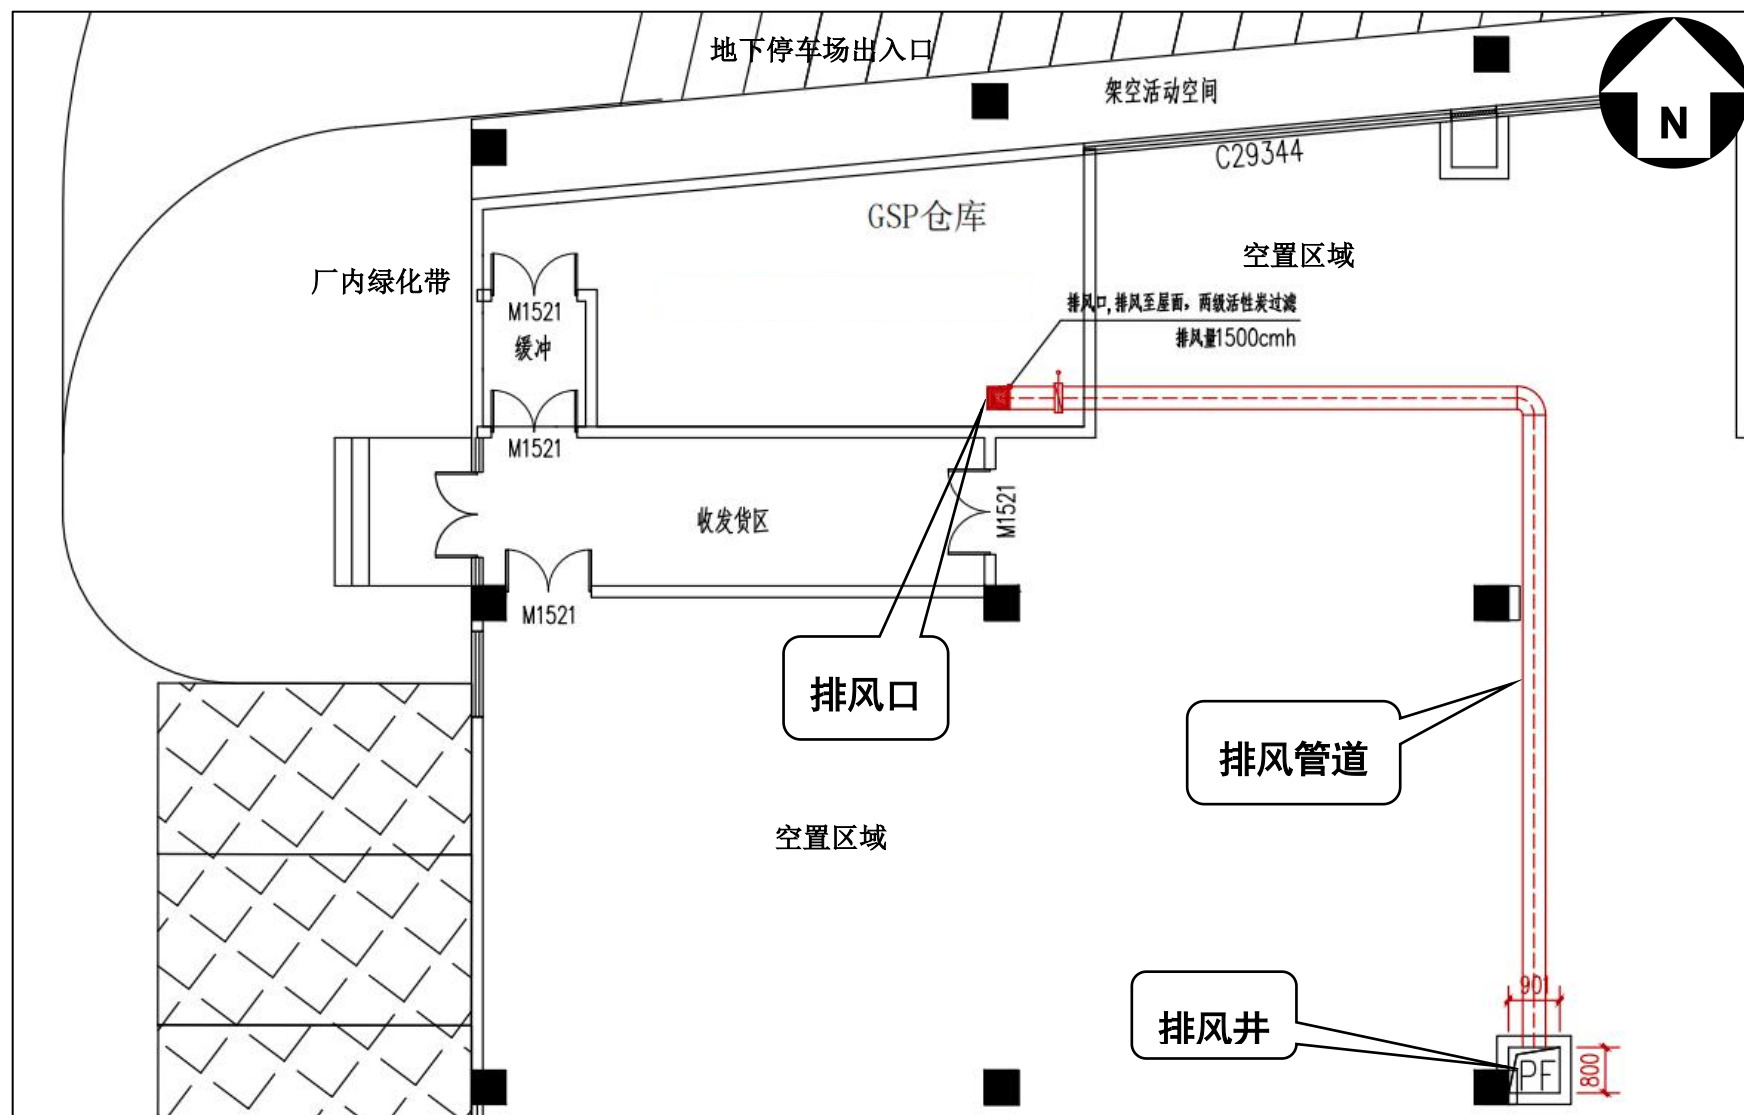 地下停车场出入口
架空活动空间
N
C29344
GSP仓库
空置区域
厂内绿化带
排风口,排风至屋面,两级活性炭过滤
M1521
排风量1500cmh
缓冲
M1521
M1521
收发货区
M1521
排风口
排风管道
空置区域
901
排风井
PF
800